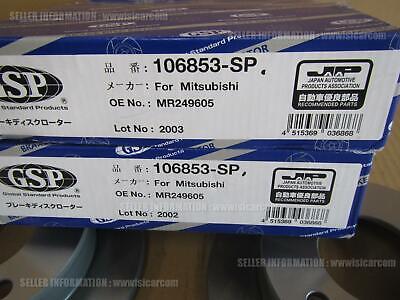 SELLER INFORMATION : www.isicar.com
GSP
Standard Products
ーキディスクローター
品 番 : 106853-SP
メーカー : For Mitsubishi
OE No. : MR249605
Lot No : 2003
JAP
JAPAN AUTOMOTIVE
PRODUCTS ASSOCIATION
自動車優良部品
RECOMMENDED PARTS
4 515369 036868
GSP
Global Standard Products
ブレーキディスクローター
品 番 : 106853-SP
メーカー : For Mitsubishi
OE No. : MR249605
Lot No : 2002
JAP
JAPAN AUTOMOTIVE
PRODUCTS ASSOCIATION
自動車優良部品
RECOMMENDED PARTS
4 515369 036868
SELLER INFORMATION : www.isicar.com